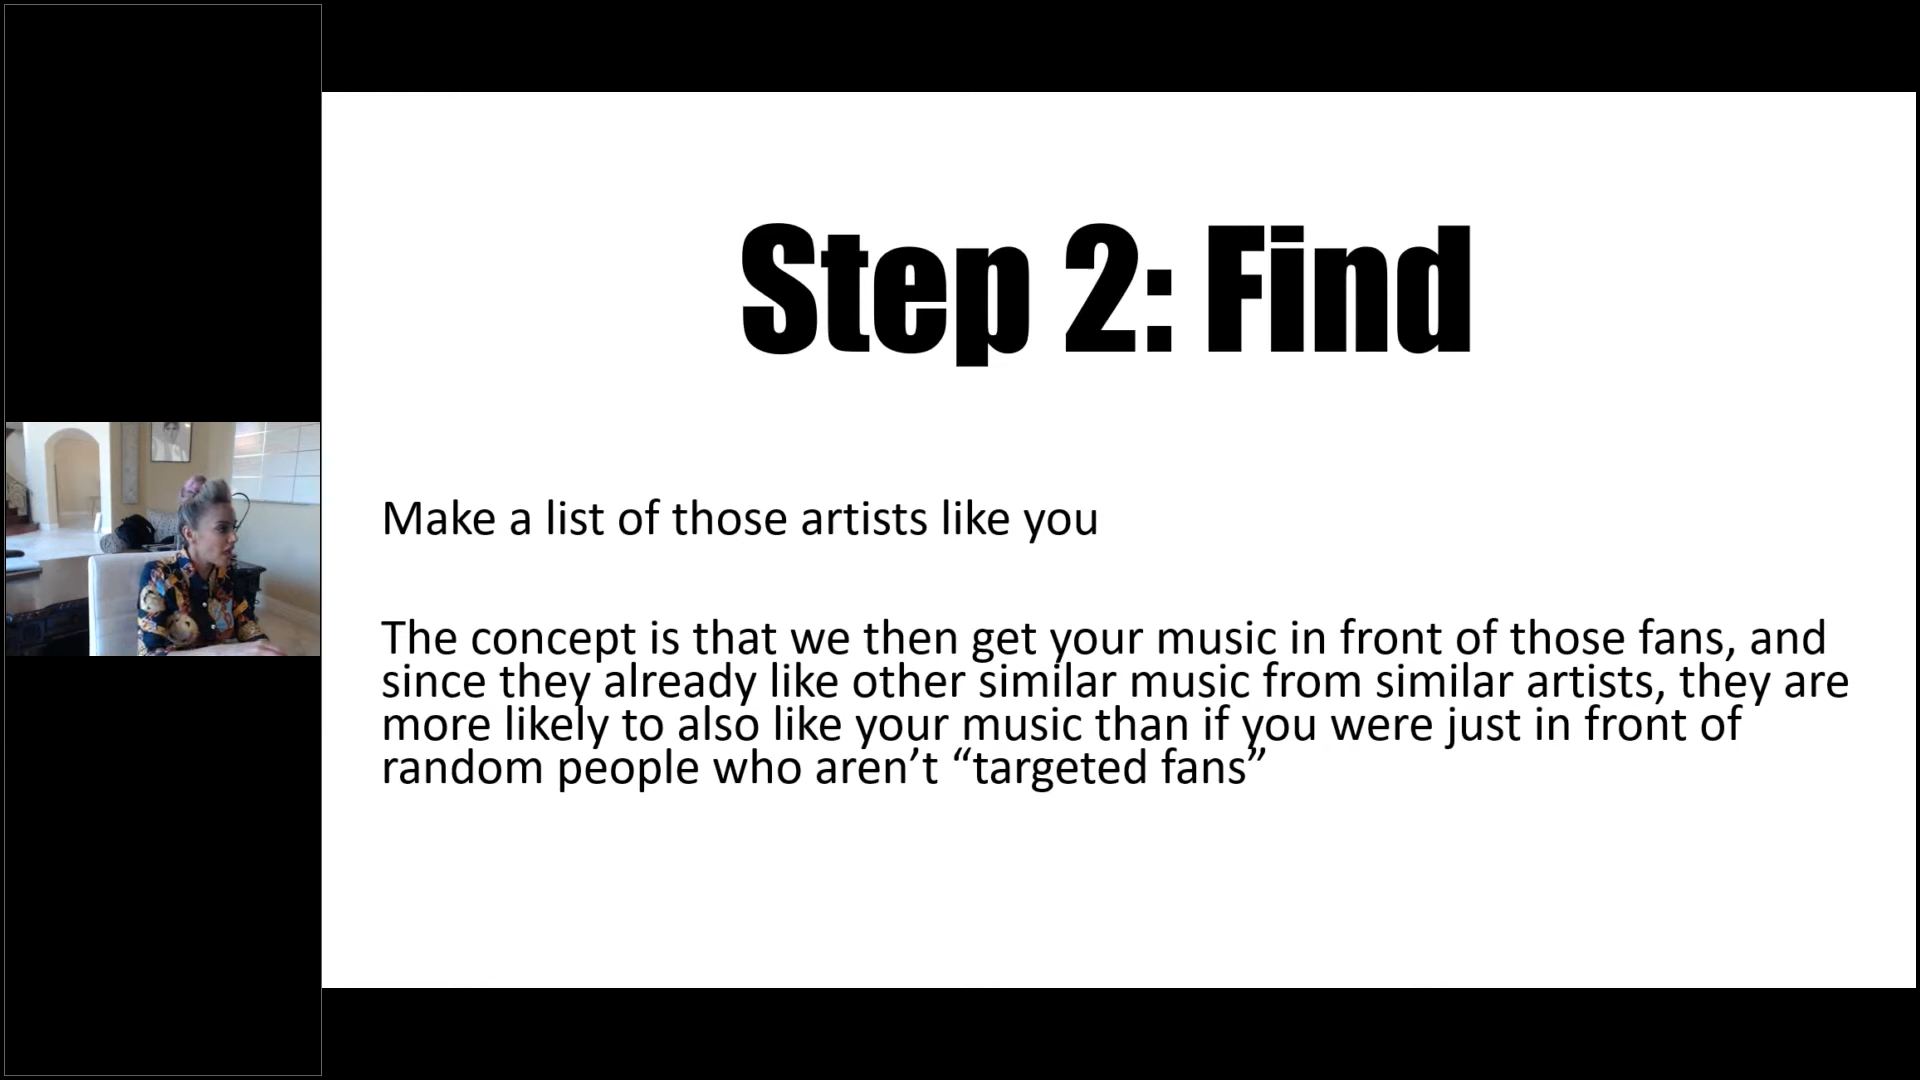 Step 2: Find
Make a list of those artists like you
The concept is that we then get your music in front of those fans, and
since they already like other similar music from similar artists, they are
more likely to also like your music than if you were just in front of
random people who aren’t “targeted fans”